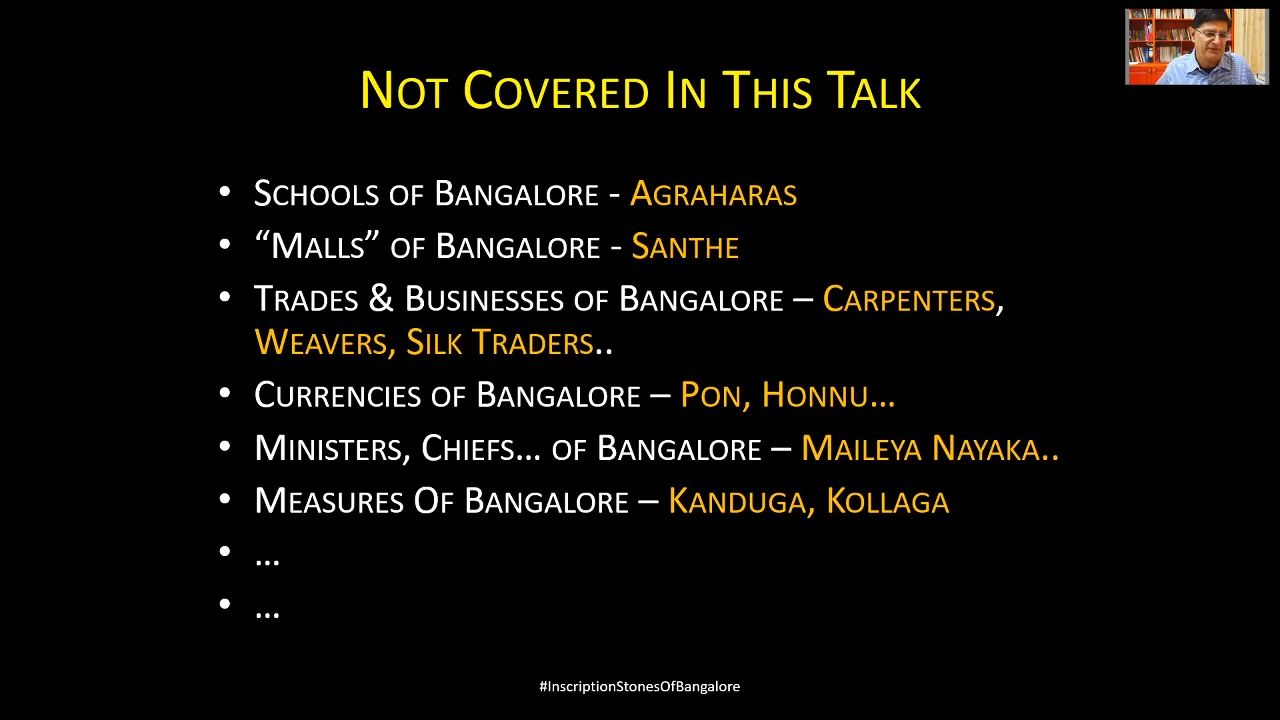 Not Covered In This Talk
• Schools of Bangalore - Agraharas
• “Malls” of Bangalore - Santhe
• Trades & Businesses of Bangalore – Carpenters,
Weavers, Silk Traders..
• Currencies of Bangalore – Pon, Honnu…
• Ministers, Chiefs… of Bangalore – Maileya Nayaka..
• Measures Of Bangalore – Kanduga, Kollaga
• …
• …
#InscriptionStonesOfBangalore